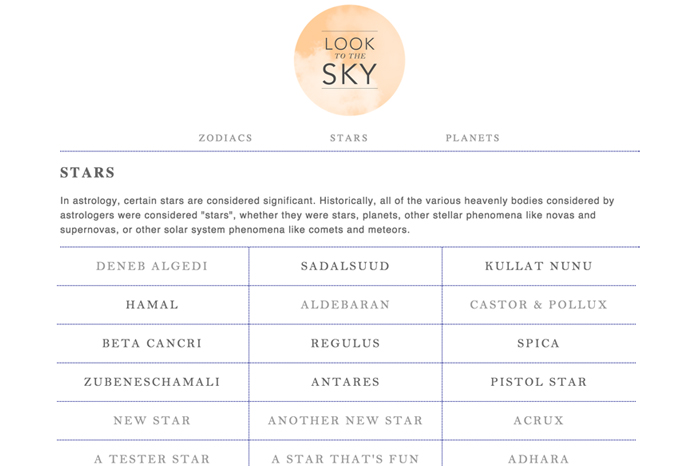 LOOK
TO THE
SKY
ZODIACS STARS PLANETS
STARS
In astrology, certain stars are considered significant. Historically, all of the various heavenly bodies considered by
astrologers were considered "stars", whether they were stars, planets, other stellar phenomena like novas and
supernovas, or other solar system phenomena like comets and meteors.
DENEB ALGEDI SADALSUUD KULLAT NUNU
HAMAL ALDEBARAN CASTOR & POLLUX
BETA CANCRI REGULUS SPICA
ZUBENESCHAMALI ANTARES PISTOL STAR
NEW STAR ANOTHER NEW STAR ACRUX
A TESTER STAR A STAR THAT'S FUN ADHARA